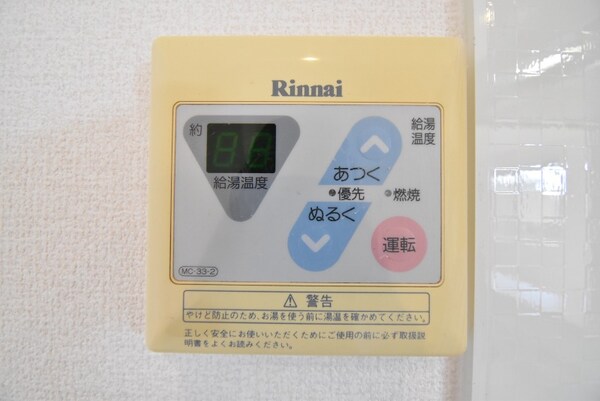 Rinnai
約
88
給湯温度
給湯
温度
あつく
優先
燃焼
ぬるく
運転
MC-33-2
警告
やけど防止のため、お湯を使う前に湯温を確かめてください。
正しく安全にお使いいただくためにご使用の前に必ず取扱説
明書をよくお読みください。